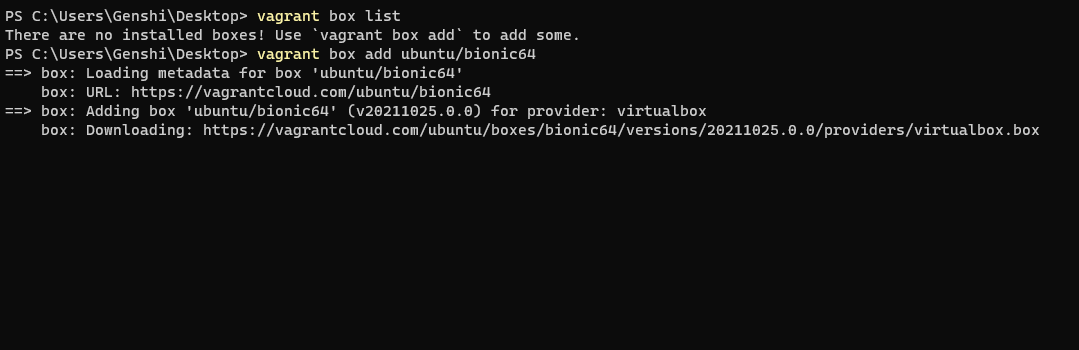 PS C:\Users\Genshi\Desktop> vagrant box list
There are no installed boxes! Use `vagrant box add` to add some.
PS C:\Users\Genshi\Desktop> vagrant box add ubuntu/bionic64
==> box: Loading metadata for box 'ubuntu/bionic64'
    box: URL: https://vagrantcloud.com/ubuntu/bionic64
==> box: Adding box 'ubuntu/bionic64' (v20211025.0.0) for provider: virtualbox
    box: Downloading: https://vagrantcloud.com/ubuntu/boxes/bionic64/versions/20211025.0.0/providers/virtualbox.box